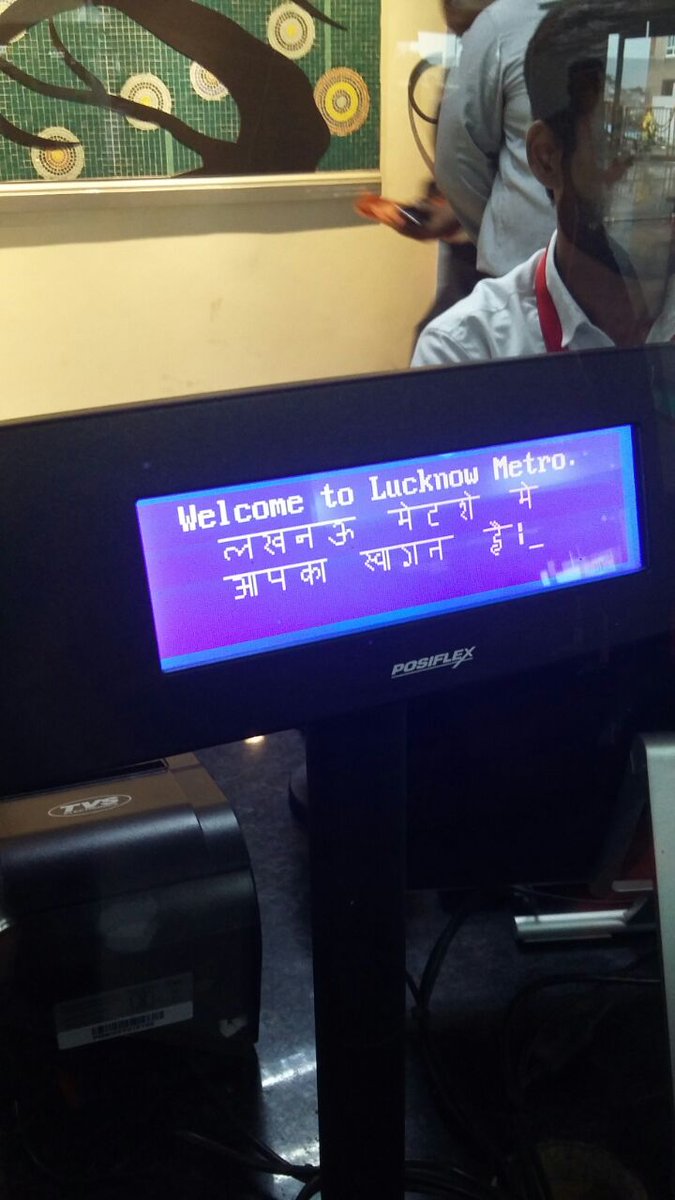 Welcome to Lucknow Metro.
लखनऊ मेटशे मे
आपका स्वागन है।_
POSIFLEX
TVS